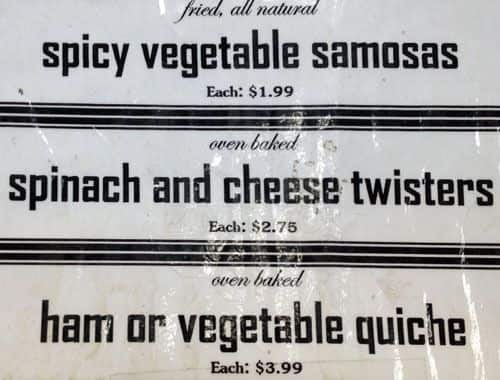 fried, all natural
spicy vegetable samosas
Each: $1.99
oven baked
spinach and cheese twisters
Each: $2.75
oven baked
ham or vegetable quiche
Each: $3.99